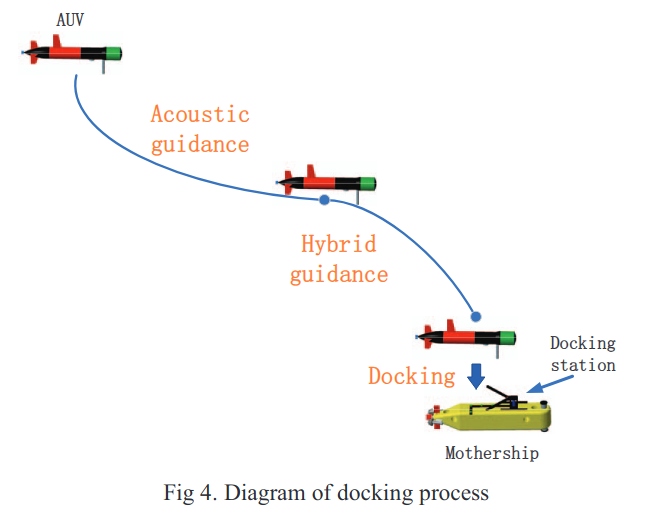 AUV
Acoustic
guidance
Hybrid
guidance
Docking
station
Docking
Mothership
Fig 4. Diagram of docking process